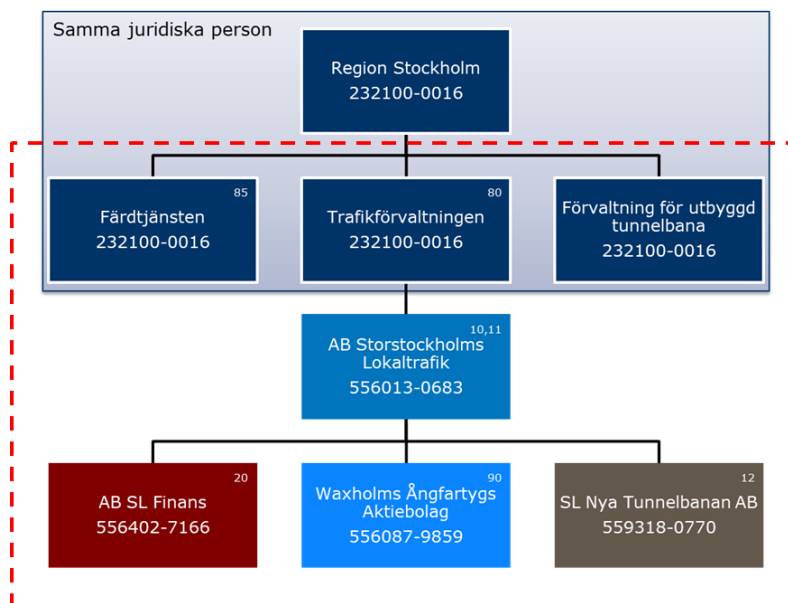 Samma juridiska person
Region Stockholm
232100-0016
85
Färdtjänsten
232100-0016
80
Trafikförvaltningen
232100-0016
Förvaltning för utbyggd
tunnelbana
232100-0016
10,11
AB Storstockholms
Lokaltrafik
556013-0683
20
AB SL Finans
556402-7166
90
Waxholms Ångfartygs
Aktiebolag
556087-9859
12
SL Nya Tunnelbanan AB
559318-0770